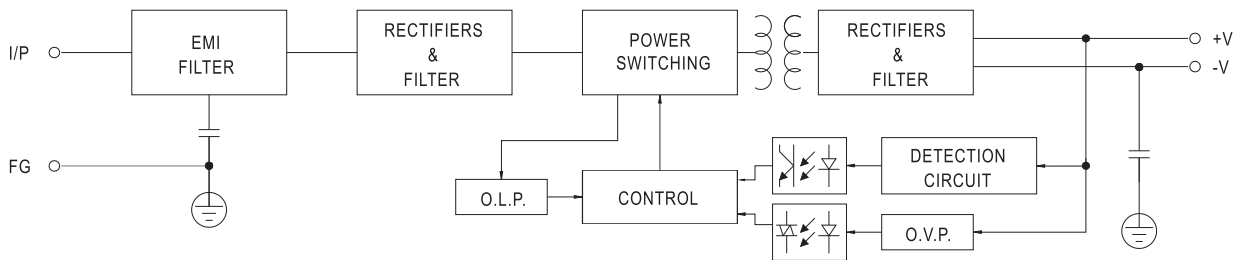 I/P
EMI
FILTER
RECTIFIERS
&
FILTER
POWER
SWITCHING
RECTIFIERS
&
FILTER
+V
-V
FG
O.L.P.
CONTROL
DETECTION
CIRCUIT
O.V.P.